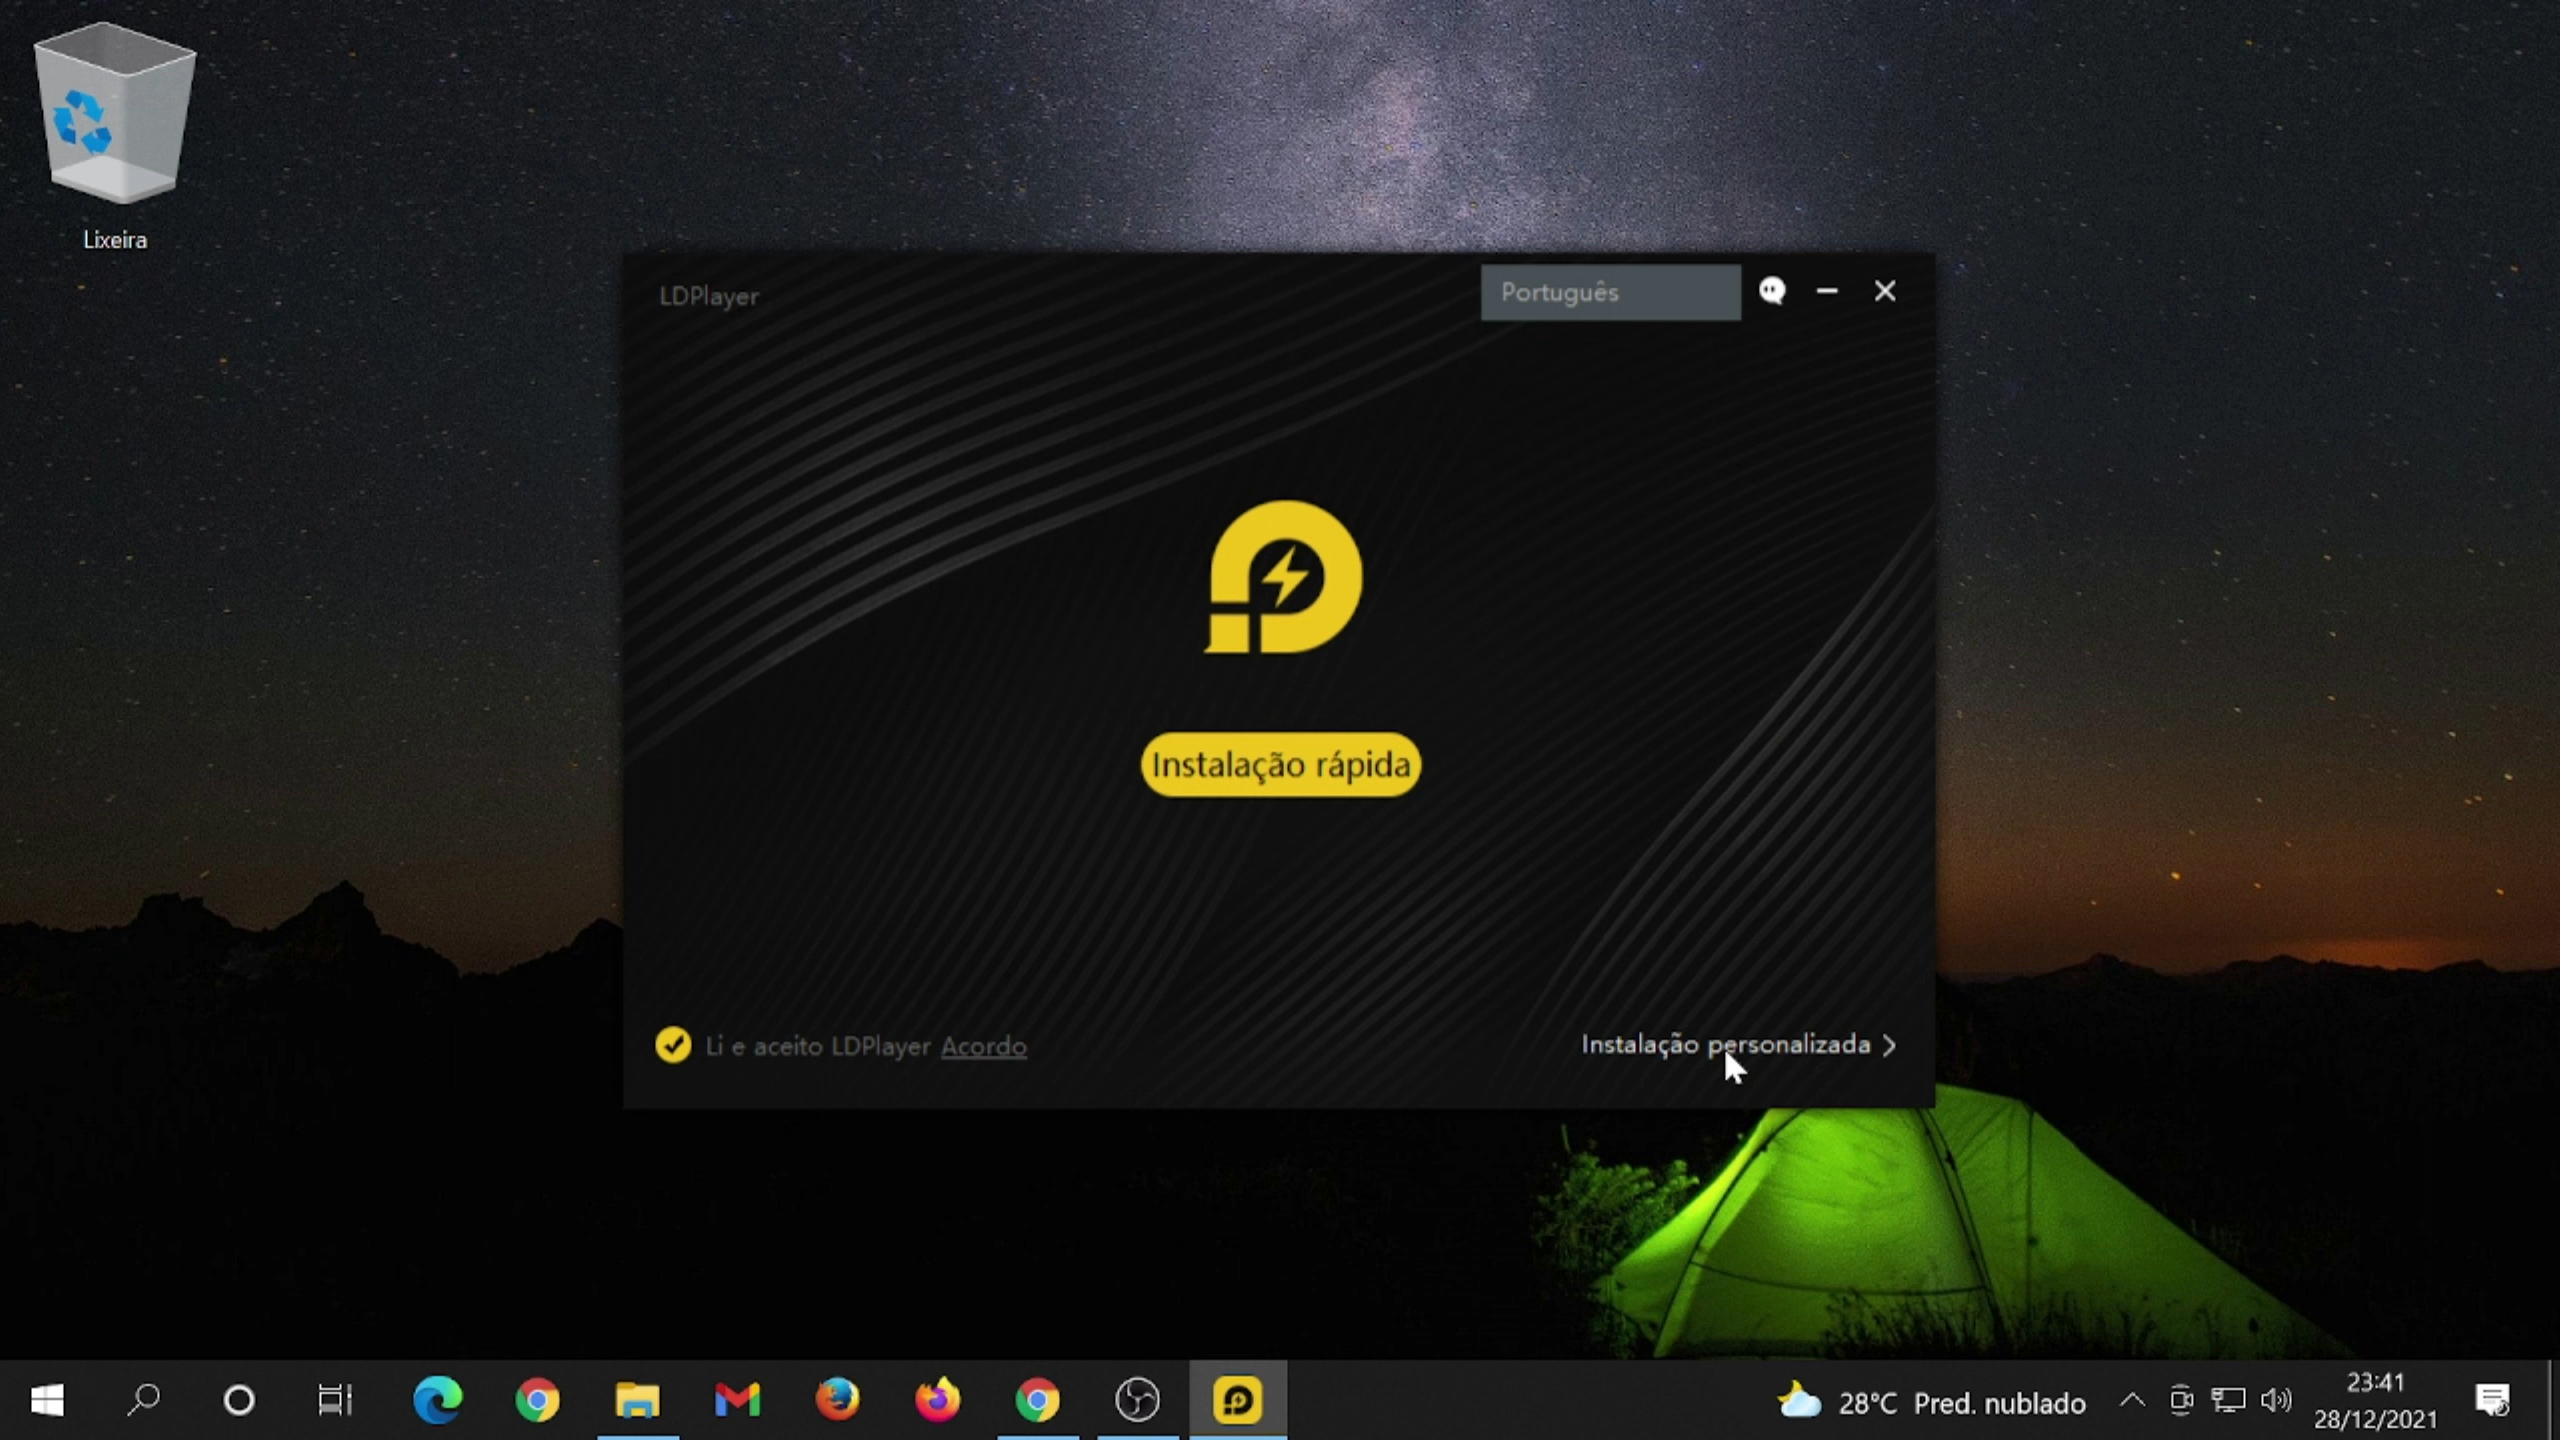 Lixeira
LDPlayer
Português
Instalação rápida
Li e aceito LDPlayer Acordo
Instalação personalizada
28°C Pred. nublado
23:41
28/12/2021